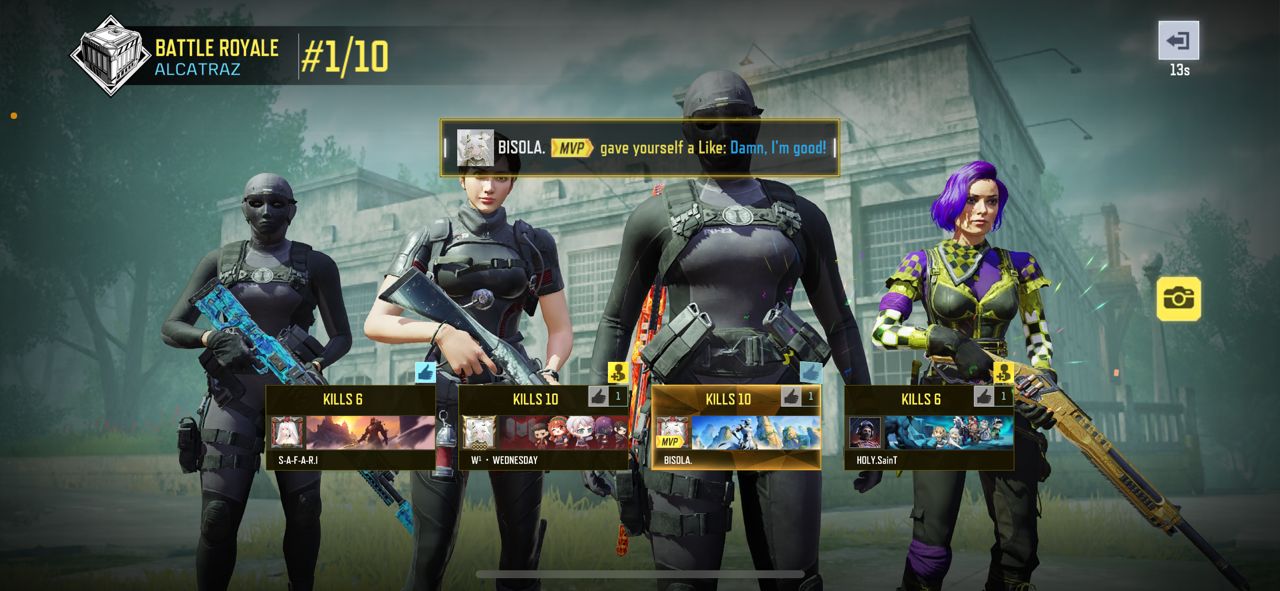 BATTLE ROYALE
ALCATRAZ
#1/10
13s
BISOLA. MVP gave yourself a Like: Damn, I'm good!
KILLS 6
S-A-F-A-R.I
KILLS 10
1
W¹ · WEDNESDAY
KILLS 10
1
MVP
BISOLA.
KILLS 6
1
HOLY.SainT